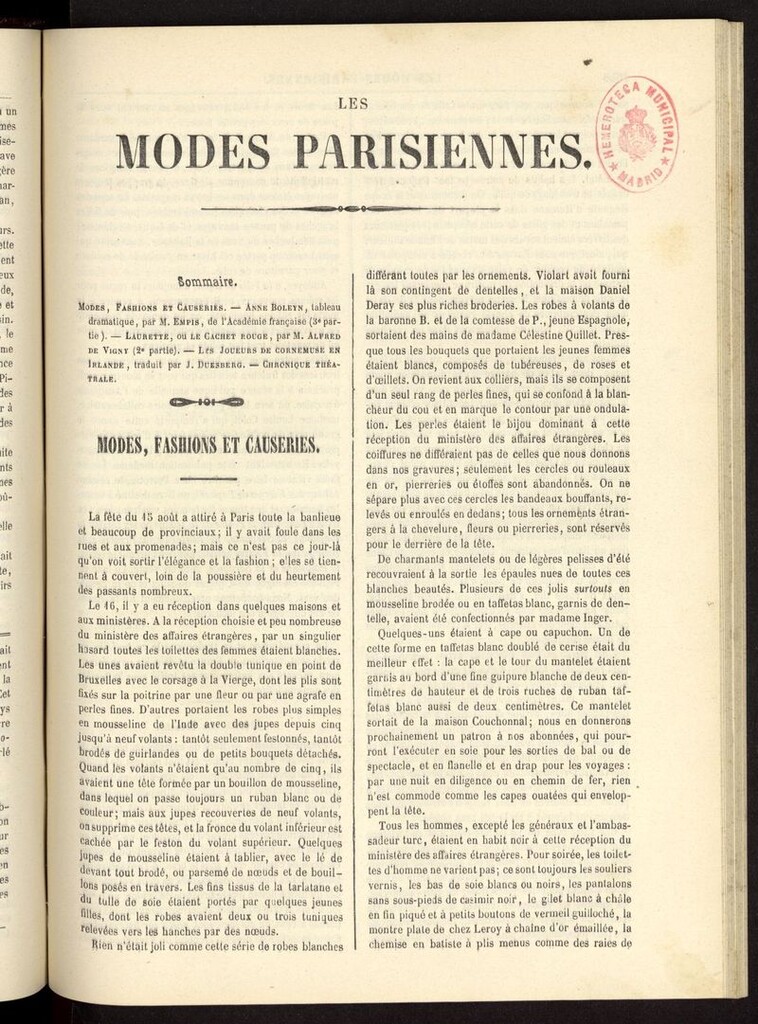 LES
MODES PARISIENNES.
HEMEROTECA MUNICIPAL
MADRID
Sommaire.
MODES, FASHIONS ET CAUSERIES. — ANNE BOLEYN, tableau
dramatique, par M. EMPIS, de l'Académie française (3e par-
tie). — LAURETTE, OU LE CACHET ROUGE, par M. ALFRED
DE VIGNY (2e partie). — LES JOUEURS DE CORNEMUSE EN
IRLANDE, traduit par J. DUESBERG. — CHRONIQUE THÉA-
TRALE.
MODES, FASHIONS ET CAUSERIES.
La fête du 15 août a attiré à Paris toute la banlieue
et beaucoup de provinciaux; il y avait foule dans les
rues et aux promenades; mais ce n'est pas ce jour-là
qu'on voit sortir l'élégance et la fashion; elles se tien-
nent à couvert, loin de la poussière et du heurtement
des passants nombreux.
Le 16, il y a eu réception dans quelques maisons et
aux ministères. A la réception choisie et peu nombreuse
du ministère des affaires étrangères, par un singulier
hasard toutes les toilettes des femmes étaient blanches.
Les unes avaient revêtu la double tunique en point de
Bruxelles avec le corsage à la Vierge, dont les plis sont
fixés sur la poitrine par une fleur ou par une agrafe en
perles fines. D'autres portaient les robes plus simples
en mousseline de l'Inde avec des jupes depuis cinq
jusqu'à neuf volants: tantôt seulement festonnés, tantôt
brodés de guirlandes ou de petits bouquets détachés.
Quand les volants n'étaient qu'au nombre de cinq, ils
avaient une tête formée par un bouillon de mousseline,
dans lequel on passe toujours un ruban blanc ou de
couleur; mais aux jupes recouvertes de neuf volants,
on supprime ces têtes, et la fronce du volant inférieur est
cachée par le feston du volant supérieur. Quelques
jupes de mousseline étaient à tablier, avec le lé de
devant tout brodé, ou parsemé de nœuds et de bouil-
lons posés en travers. Les fins tissus de la tarlatane et
du tulle de soie étaient portés par quelques jeunes
filles, dont les robes avaient deux ou trois tuniques
relevées vers les hanches par des nœuds.
Rien n'était joli comme cette série de robes blanches
différant toutes par les ornements. Violart avait fourni
là son contingent de dentelles, et la maison Daniel
Deray ses plus riches broderies. Les robes à volants de
la baronne B. et de la comtesse de P., jeune Espagnole,
sortaient des mains de madame Célestine Quillet. Pres-
que tous les bouquets que portaient les jeunes femmes
étaient blancs, composés de tubéreuses, de roses et
d'œillets. On revient aux colliers, mais ils se composent
d'un seul rang de perles fines, qui se confond à la blan-
cheur du cou et en marque le contour par une ondula-
tion. Les perles étaient le bijou dominant à cette
réception du ministère des affaires étrangères. Les
coiffures ne différaient pas de celles que nous donnons
dans nos gravures; seulement les cercles ou rouleaux
en or, pierreries ou étoffes sont abandonnés. On ne
sépare plus avec ces cercles les bandeaux bouffants, re-
levés ou enroulés en dedans; tous les ornements étran-
gers à la chevelure, fleurs ou pierreries, sont réservés
pour le derrière de la tête.
De charmants mantelets ou de légères pelisses d'été
recouvraient à la sortie les épaules nues de toutes ces
blanches beautés. Plusieurs de ces jolis surtouts en
mousseline brodée ou en taffetas blanc, garnis de den-
telle, avaient été confectionnés par madame Inger.
Quelques-uns étaient à cape ou capuchon. Un de
cette forme en taffetas blanc doublé de cerise était du
meilleur effet: la cape et le tour du mantelet étaient
garnis au bord d'une fine guipure blanche de deux cen-
timètres de hauteur et de trois ruches de ruban taf-
fetas blanc aussi de deux centimètres. Ce mantelet
sortait de la maison Couchonnal; nous en donnerons
prochainement un patron à nos abonnées, qui pour-
ront l'exécuter en soie pour les sorties de bal ou de
spectacle, et en flanelle et en drap pour les voyages:
par une nuit en diligence ou en chemin de fer, rien
n'est commode comme les capes ouatées qui envelop-
pent la tête.
Tous les hommes, excepté les généraux et l'ambas-
sadeur turc, étaient en habit noir à cette réception du
ministère des affaires étrangères. Pour soirée, les toilet-
tes d'homme ne varient pas; ce sont toujours les souliers
vernis, les bas de soie blancs ou noirs, les pantalons
sans sous-pieds de casimir noir, le gilet blanc à châle
en fin piqué et à petits boutons de vermeil guilloché, la
montre plate de chez Leroy à chaîne d'or émaillée, la
chemise en batiste à plis menus comme des raies de